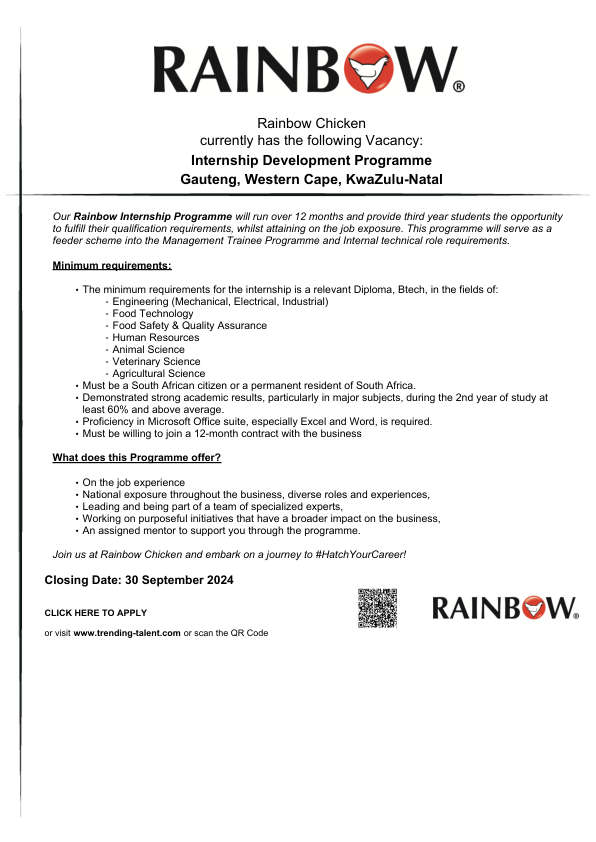 RAINBOW®
Rainbow Chicken
currently has the following Vacancy:
Internship Development Programme
Gauteng, Western Cape, KwaZulu-Natal
Our Rainbow Internship Programme will run over 12 months and provide third year students the opportunity
to fulfill their qualification requirements, whilst attaining on the job exposure. This programme will serve as a
feeder scheme into the Management Trainee Programme and Internal technical role requirements.
Minimum requirements:
• The minimum requirements for the internship is a relevant Diploma, Btech, in the fields of:
• Engineering (Mechanical, Electrical, Industrial)
• Food Technology
• Food Safety & Quality Assurance
• Human Resources
• Animal Science
• Veterinary Science
• Agricultural Science
• Must be a South African citizen or a permanent resident of South Africa.
• Demonstrated strong academic results, particularly in major subjects, during the 2nd year of study at
least 60% and above average.
• Proficiency in Microsoft Office suite, especially Excel and Word, is required.
• Must be willing to join a 12-month contract with the business
What does this Programme offer?
• On the job experience
• National exposure throughout the business, diverse roles and experiences,
• Leading and being part of a team of specialized experts,
• Working on purposeful initiatives that have a broader impact on the business,
• An assigned mentor to support you through the programme.
Join us at Rainbow Chicken and embark on a journey to #HatchYourCareer!
Closing Date: 30 September 2024
CLICK HERE TO APPLY
or visit www.trending-talent.com or scan the QR Code
RAINBOW®